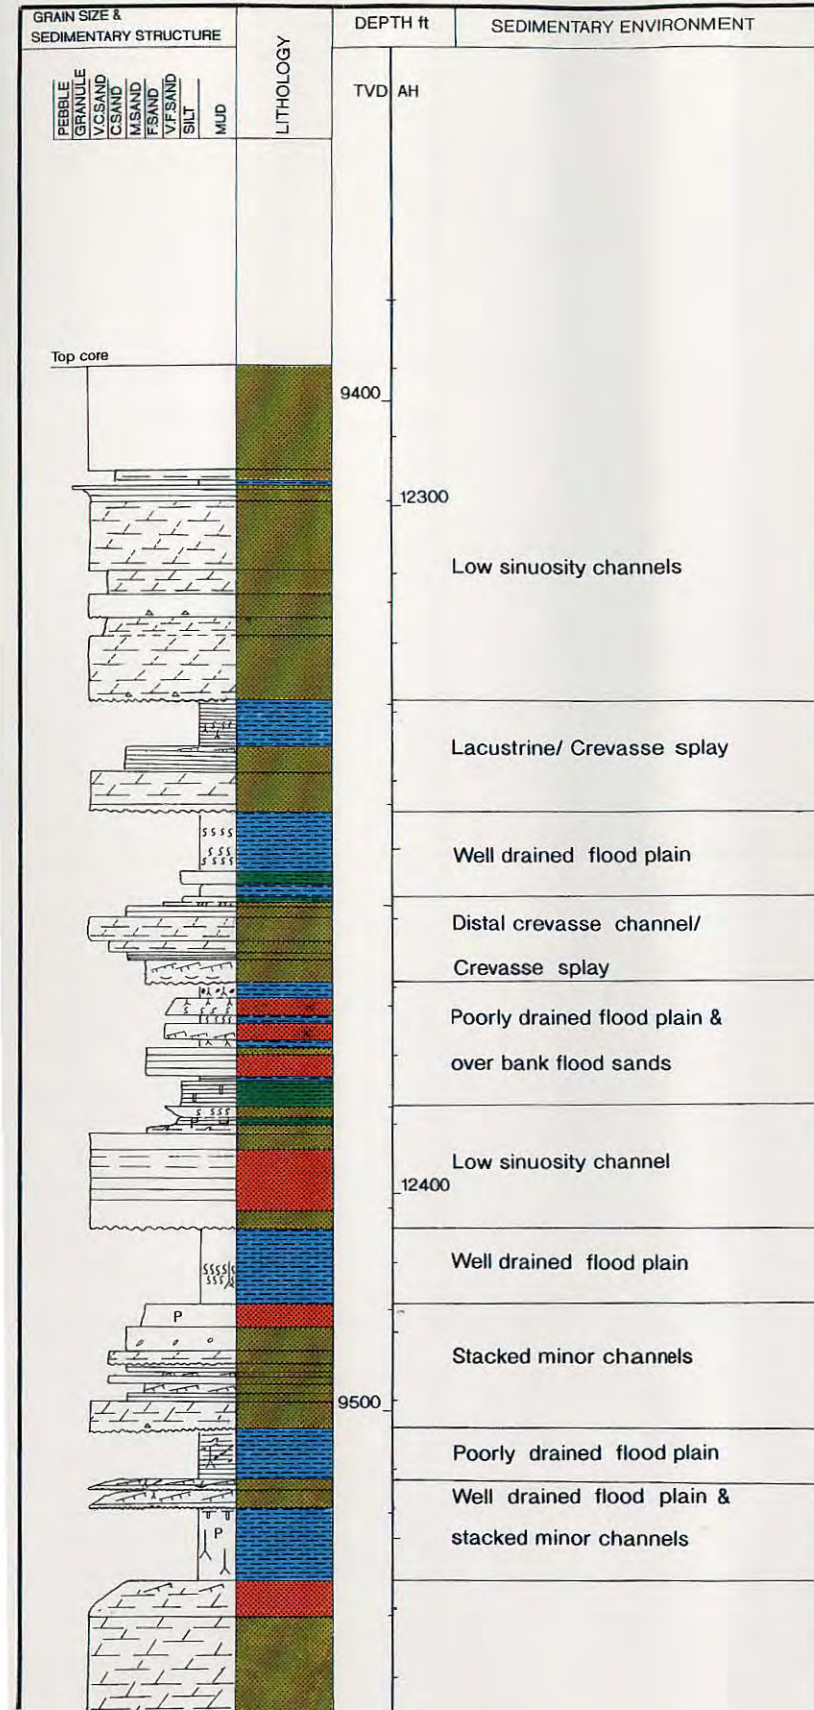 GRAIN SIZE &
SEDIMENTARY STRUCTURE
LITHOLOGY
DEPTH ft
SEDIMENTARY ENVIRONMENT
TVD AH
PEBBLE
GRANULE
V.C.SAND
C.SAND
M.SAND
F.SAND
V.F.SAND
SILT
MUD
Top core
9400
12300
Low sinuosity channels
Lacustrine/ Crevasse splay
Well drained flood plain
Distal crevasse channel/
Crevasse splay
Poorly drained flood plain &
over bank flood sands
P
Low sinuosity channel
12400
Well drained flood plain
P
Stacked minor channels
9500
Poorly drained flood plain
Well drained flood plain &
stacked minor channels
P